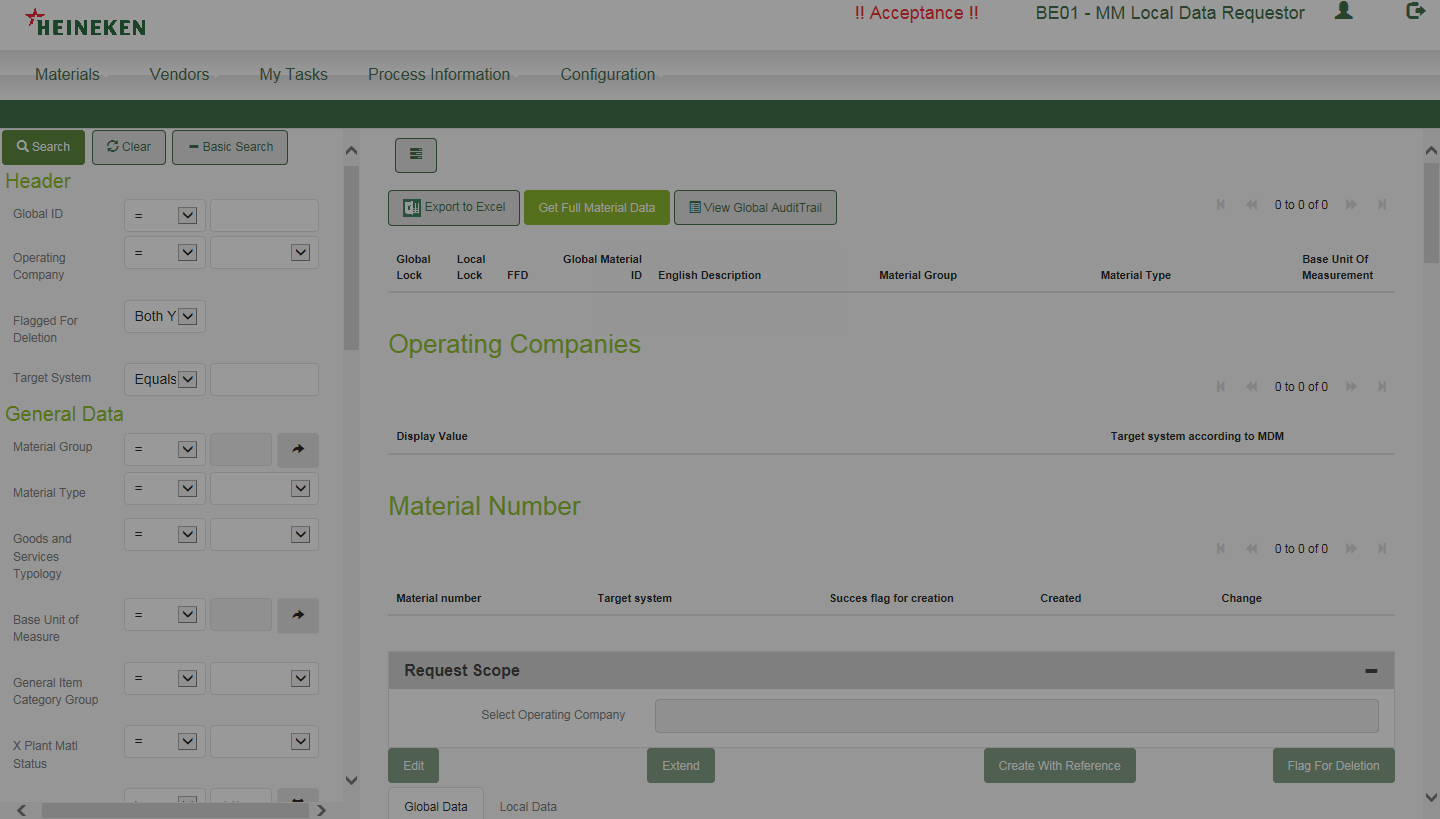 HEINEKEN
!! Acceptance !!
BE01 - MM Local Data Requestor
Materials Vendors My Tasks Process Information Configuration
Search Clear Basic Search
Header
Global ID =
Operating
Company =
Flagged For
Deletion Both Y
Target System Equals
General Data
Material Group =
Material Type =
Goods and
Services
Typology =
Base Unit of
Measure =
General Item
Category Group =
X Plant Matl
Status =
Export to Excel Get Full Material Data View Global AuditTrail
0 to 0 of 0
Global
Lock
Local
Lock
FFD
Global Material
ID
English Description
Material Group
Material Type
Base Unit Of
Measurement
Operating Companies
0 to 0 of 0
Display Value Target system according to MDM
Material Number
0 to 0 of 0
Material number Target system Succes flag for creation Created Change
Request Scope
Select Operating Company
Edit Extend Create With Reference Flag For Deletion
Global Data Local Data